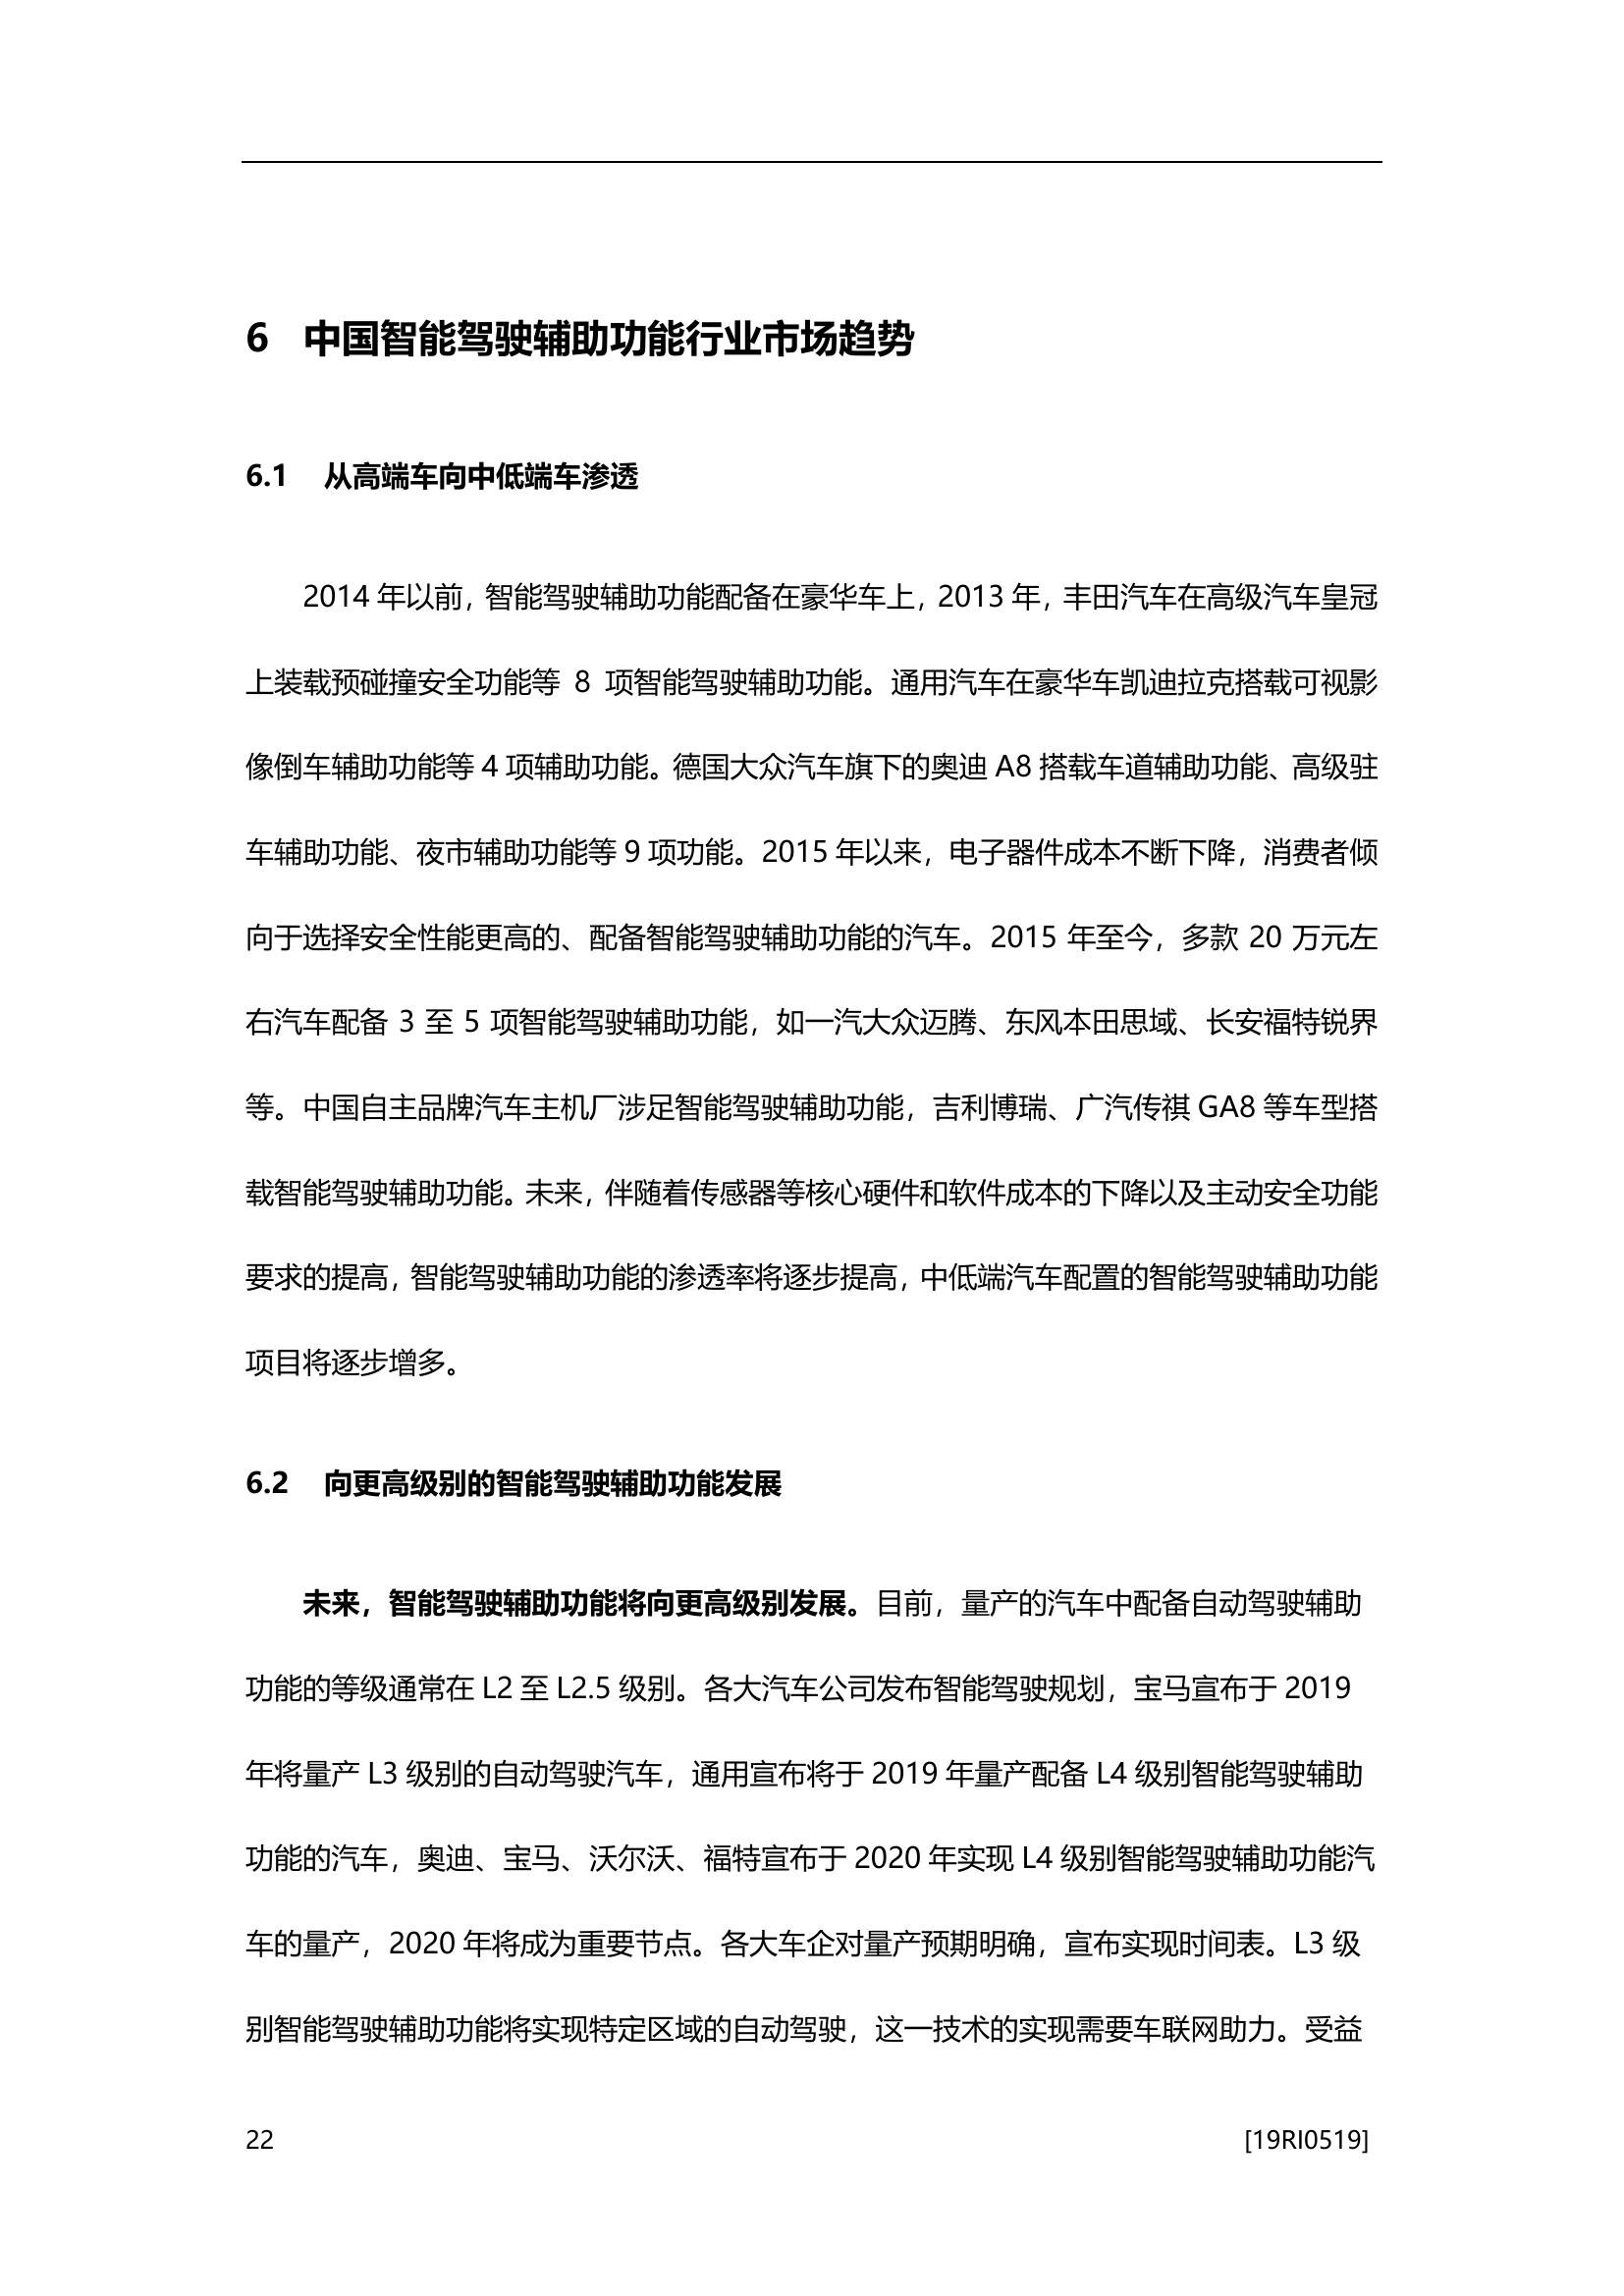 6 中国智能驾驶辅助功能行业市场趋势
6.1 从高端车向中低端车渗透
2014 年以前，智能驾驶辅助功能配备在豪华车上，2013 年，丰田汽车在高级汽车皇冠
上装载预碰撞安全功能等 8 项智能驾驶辅助功能。通用汽车在豪华车凯迪拉克搭载可视影
像倒车辅助功能等 4 项辅助功能。德国大众汽车旗下的奥迪 A8 搭载车道辅助功能、高级驻
车辅助功能、夜市辅助功能等 9 项功能。2015 年以来，电子器件成本不断下降，消费者倾
向于选择安全性能更高的、配备智能驾驶辅助功能的汽车。2015 年至今，多款 20 万元左
右汽车配备 3 至 5 项智能驾驶辅助功能，如一汽大众迈腾、东风本田思域、长安福特锐界
等。中国自主品牌汽车主机厂涉足智能驾驶辅助功能，吉利博瑞、广汽传祺 GA8 等车型搭
载智能驾驶辅助功能。未来，伴随着传感器等核心硬件和软件成本的下降以及主动安全功能
要求的提高，智能驾驶辅助功能的渗透率将逐步提高，中低端汽车配置的智能驾驶辅助功能
项目将逐步增多。
6.2 向更高级别的智能驾驶辅助功能发展
未来，智能驾驶辅助功能将向更高级别发展。目前，量产的汽车中配备自动驾驶辅助
功能的等级通常在 L2 至 L2.5 级别。各大汽车公司发布智能驾驶规划，宝马宣布于 2019
年将量产 L3 级别的自动驾驶汽车，通用宣布将于 2019 年量产配备 L4 级别智能驾驶辅助
功能的汽车，奥迪、宝马、沃尔沃、福特宣布于 2020 年实现 L4 级别智能驾驶辅助功能汽
车的量产，2020 年将成为重要节点。各大车企对量产预期明确，宣布实现时间表。L3 级
别智能驾驶辅助功能将实现特定区域的自动驾驶，这一技术的实现需要车联网助力。受益
22 [19RI0519]